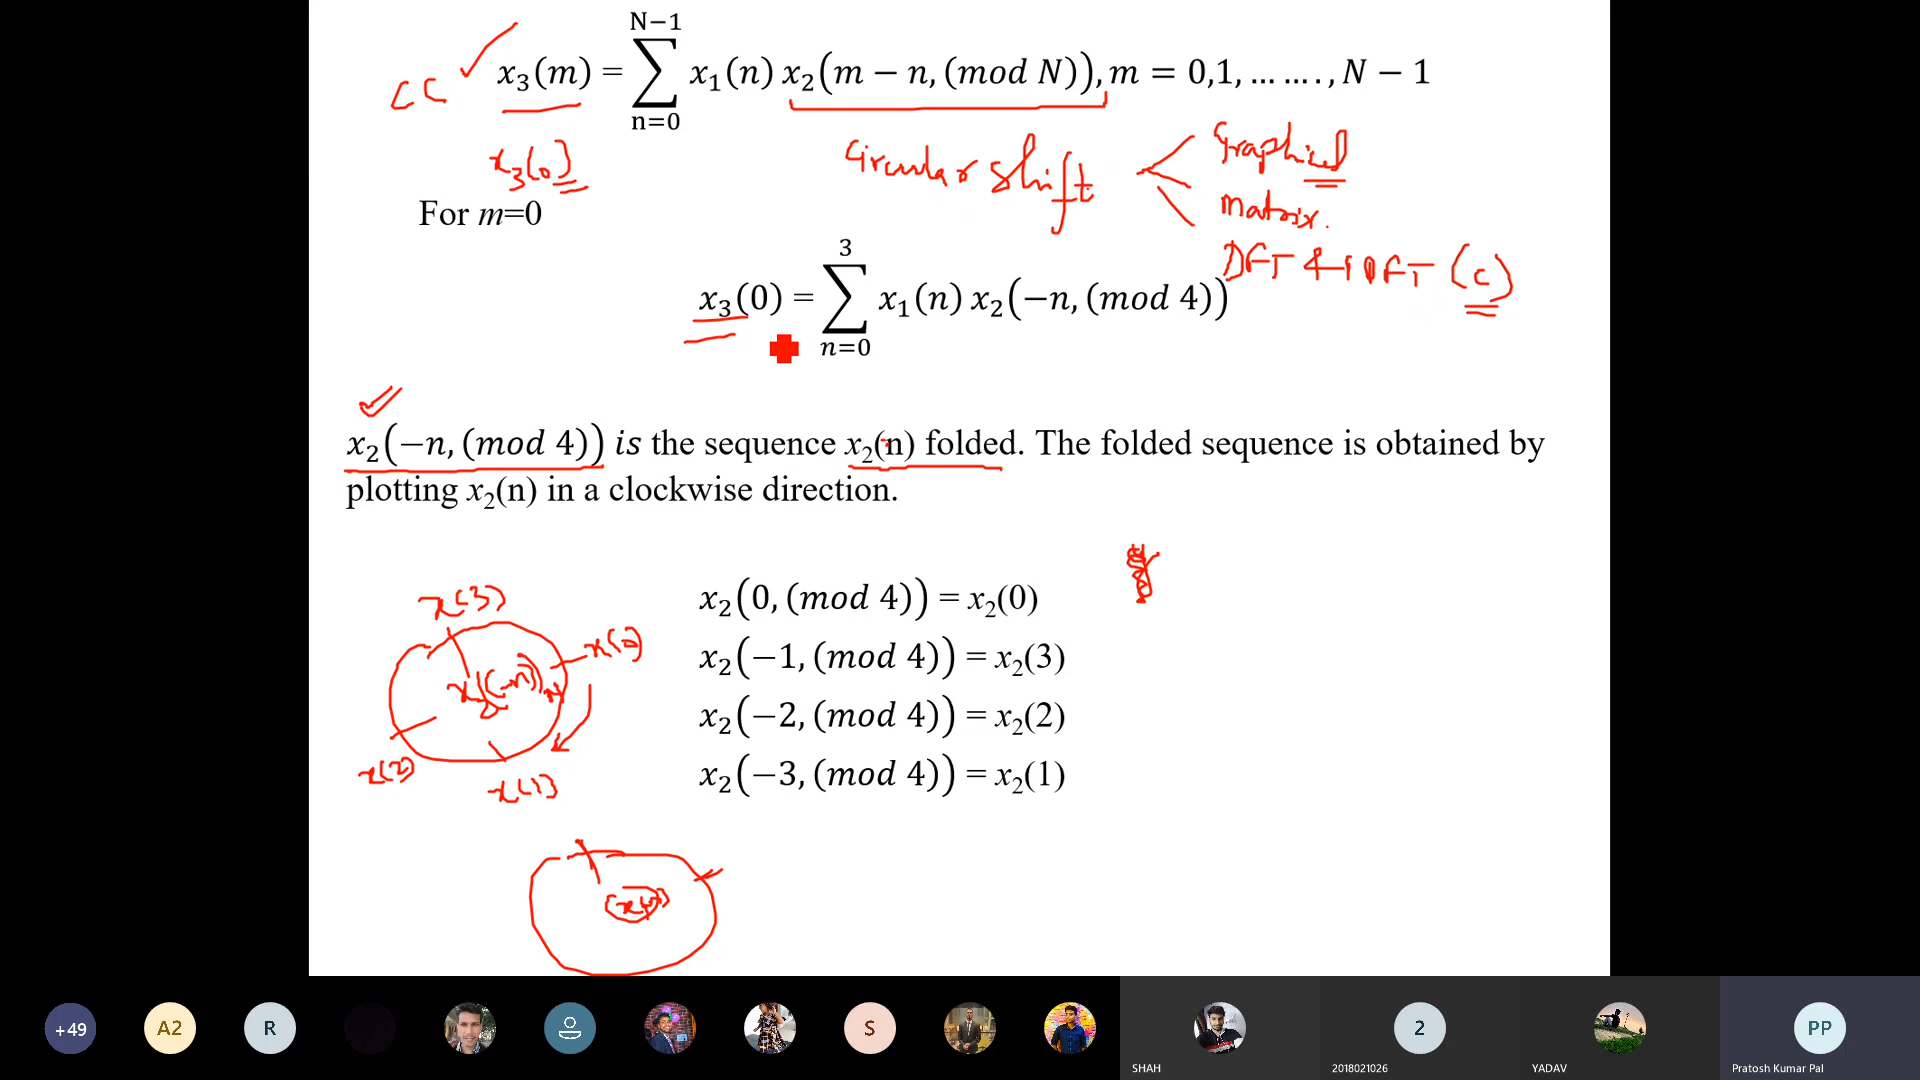 x₃(m) = ∑_{n=0}^{N−1} x₁(n) x₂(m − n, (mod N)), m = 0,1, … … . , N − 1
CC
x₃(0)
Circular shift
Graphical
Matrix.
DFT & IDFT (C)
For m=0
x₃(0) = ∑_{n=0}^{3} x₁(n) x₂(−n, (mod 4))
x₂(−n, (mod 4)) is the sequence x₂(n) folded. The folded sequence is obtained by
plotting x₂(n) in a clockwise direction.
x₂(0, (mod 4)) = x₂(0)
x₂(−1, (mod 4)) = x₂(3)
x₂(−2, (mod 4)) = x₂(2)
x₂(−3, (mod 4)) = x₂(1)
x(3)
x(0)
x₂((−n))N
x(2)
x(1)
+49
A2
R
S
2
PP
SHAH
2018021026
YADAV
Pratosh Kumar Pal